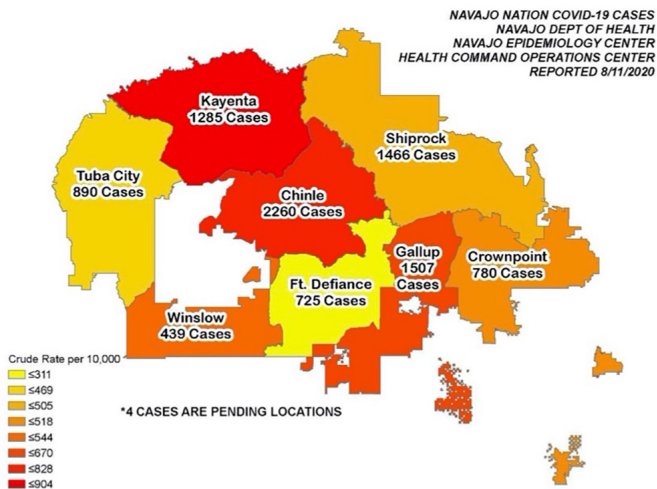 NAVAJO NATION COVID-19 CASES
NAVAJO DEPT OF HEALTH
NAVAJO EPIDEMIOLOGY CENTER
HEALTH COMMAND OPERATIONS CENTER
REPORTED 8/11/2020
Kayenta
1285 Cases
Shiprock
1466 Cases
Tuba City
890 Cases
Chinle
2260 Cases
Gallup
1507
Cases
Crownpoint
780 Cases
Ft. Defiance
725 Cases
Winslow
439 Cases
Crude Rate per 10,000
≤311
≤469
≤505
≤518
≤544
≤670
≤828
≤904
*4 CASES ARE PENDING LOCATIONS